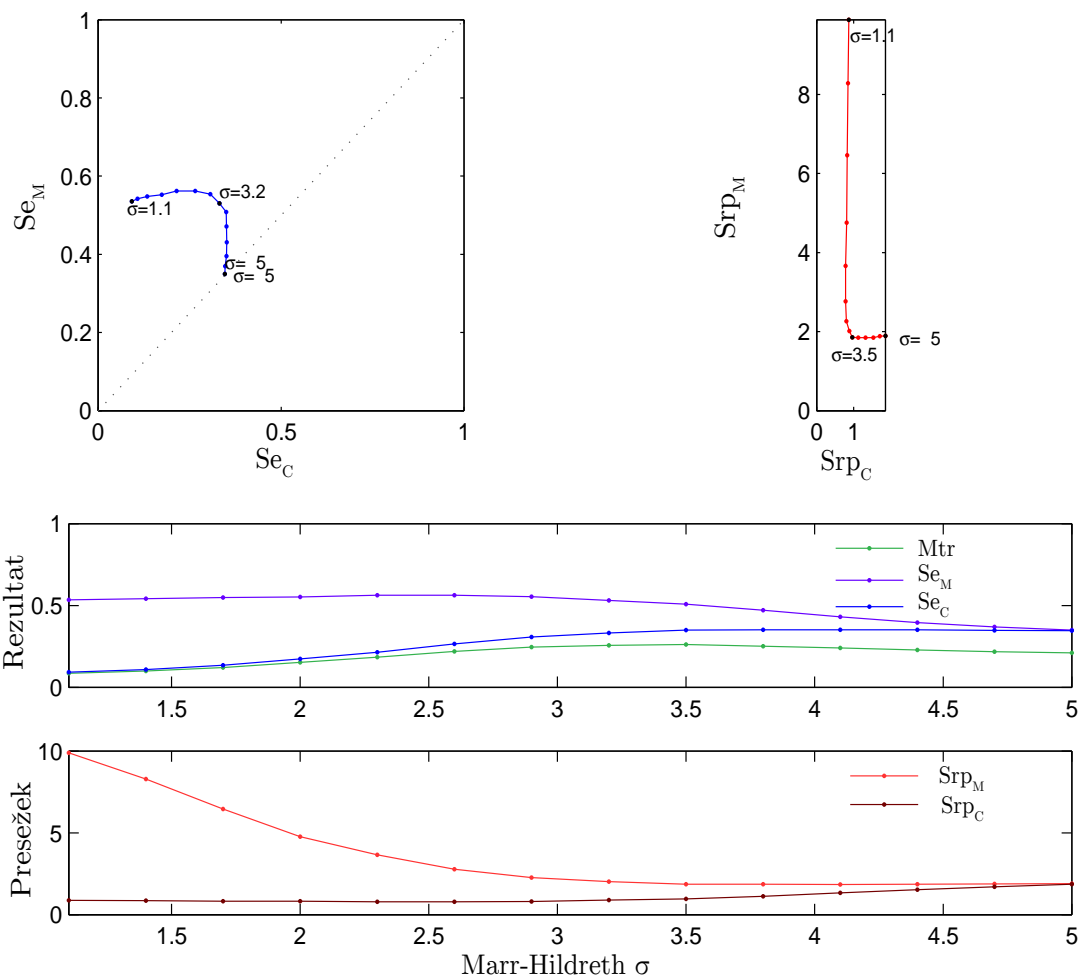 1
0.8
0.6
0.4
0.2
0
0
0.5
1
Se_M
Se_C
σ=1.1
σ=3.2
σ= 5
σ= 5
8
6
4
2
0
0
1
Srp_M
Srp_C
σ=1.1
σ=3.5
σ= 5
1
0.5
0
Rezultat
Mtr
Se_M
Se_C
1.5
2
2.5
3
3.5
4
4.5
5
10
5
0
Presežek
Srp_M
Srp_C
1.5
2
2.5
3
3.5
4
4.5
5
Marr-Hildreth σ